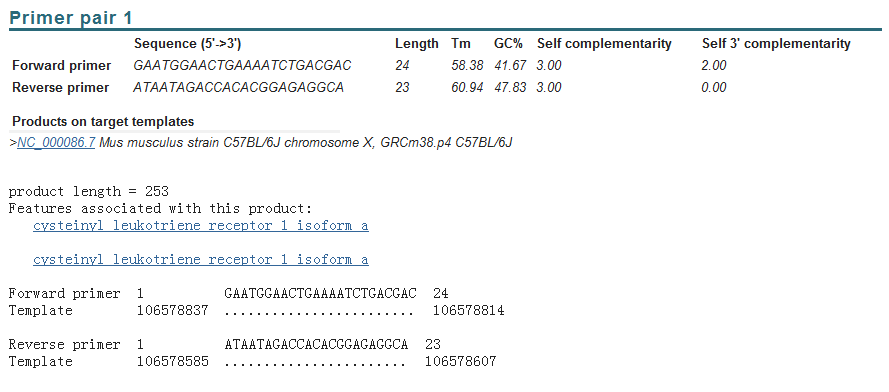 Primer pair 1
Sequence (5'->3') Length Tm GC% Self complementarity Self 3' complementarity
Forward primer GAATGGAACTGAAAATCTGACGAC 24 58.38 41.67 3.00 2.00
Reverse primer ATAATAGACCACACGGAGAGGCA 23 60.94 47.83 3.00 0.00
Products on target templates
>NC_000086.7 Mus musculus strain C57BL/6J chromosome X, GRCm38.p4 C57BL/6J
product length = 253
Features associated with this product:
cysteinyl leukotriene receptor 1 isoform a
cysteinyl leukotriene receptor 1 isoform a
Forward primer 1 GAATGGAACTGAAAATCTGACGAC 24
Template 106578837 ........................ 106578814
Reverse primer 1 ATAATAGACCACACGGAGAGGCA 23
Template 106578585 ....................... 106578607